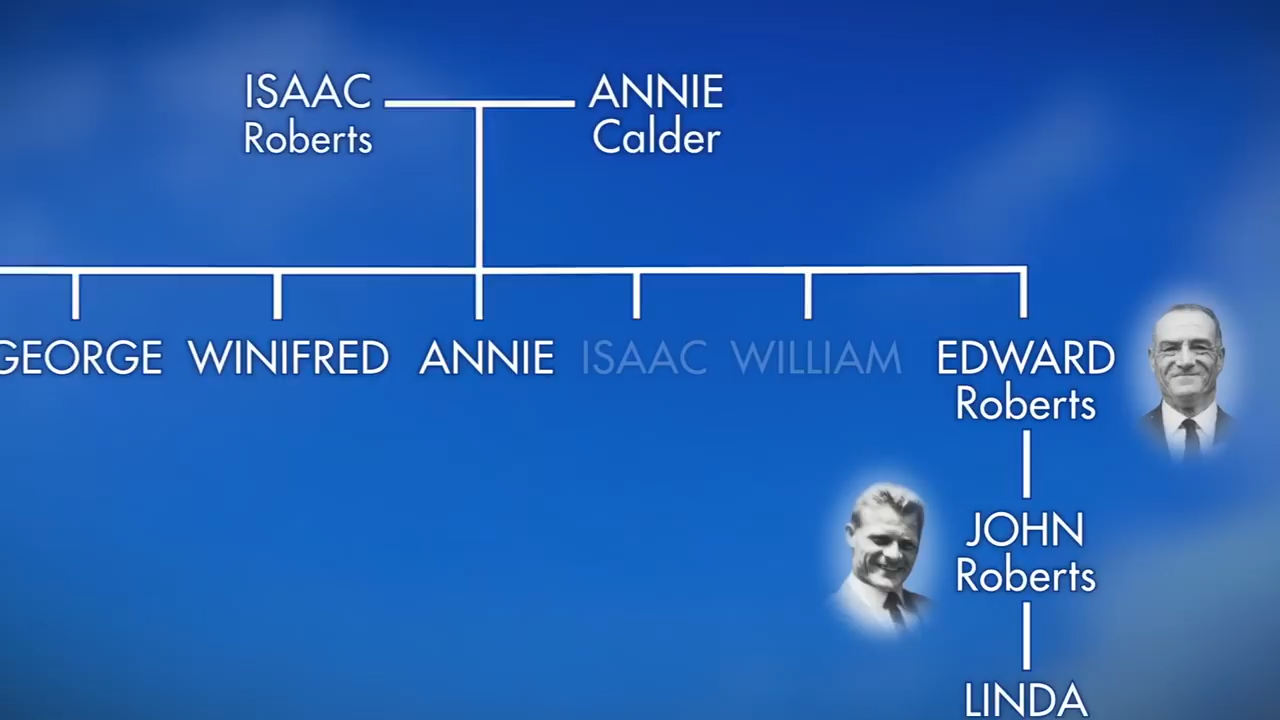 ISAAC
Roberts
ANNIE
Calder
GEORGE
WINIFRED
ANNIE
ISAAC
WILLIAM
EDWARD
Roberts
JOHN
Roberts
LINDA